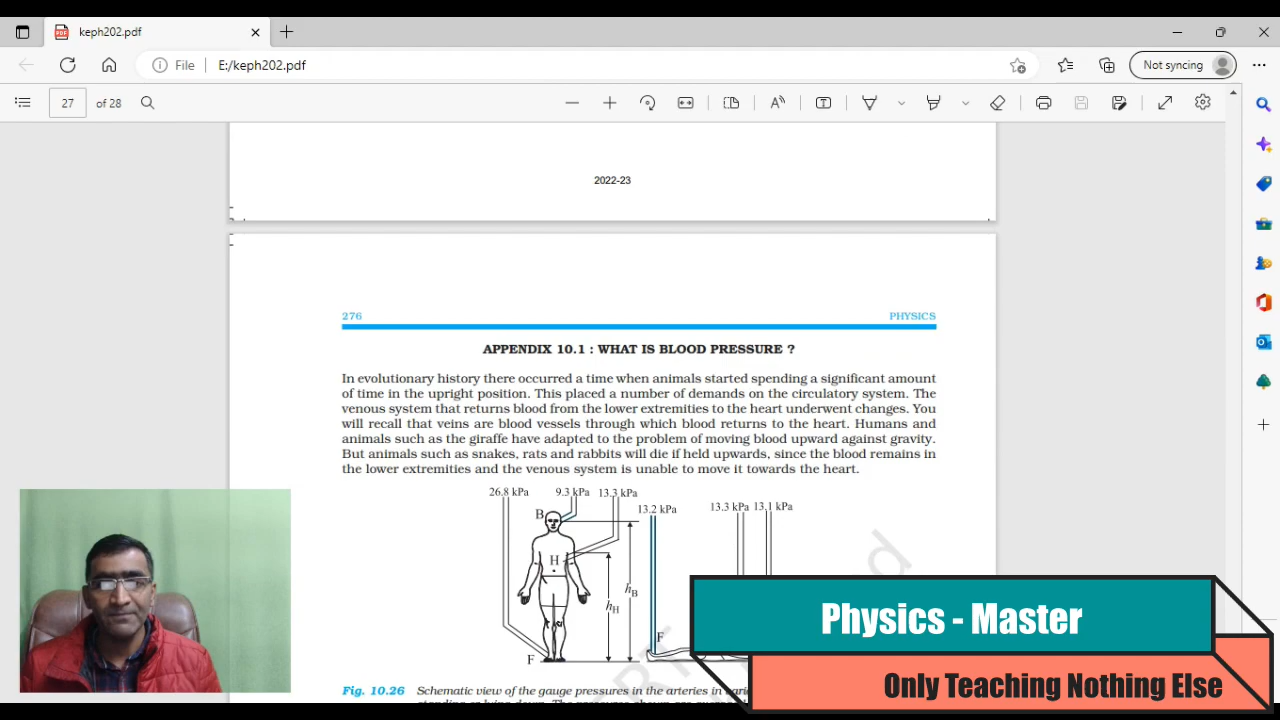 keph202.pdf
File
E:/keph202.pdf
Not syncing
27
of 28
2022-23
276
PHYSICS
APPENDIX 10.1 : WHAT IS BLOOD PRESSURE ?
In evolutionary history there occurred a time when animals started spending a significant amount
of time in the upright position. This placed a number of demands on the circulatory system. The
venous system that returns blood from the lower extremities to the heart underwent changes. You
will recall that veins are blood vessels through which blood returns to the heart. Humans and
animals such as the giraffe have adapted to the problem of moving blood upward against gravity.
But animals such as snakes, rats and rabbits will die if held upwards, since the blood remains in
the lower extremities and the venous system is unable to move it towards the heart.
26.8 kPa
9.3 kPa
13.3 kPa
13.2 kPa
13.3 kPa
13.1 kPa
B
H
hB
hH
F
F
Fig. 10.26
Schematic view of the gauge pressures in the arteries in
Physics - Master
Only Teaching Nothing Else